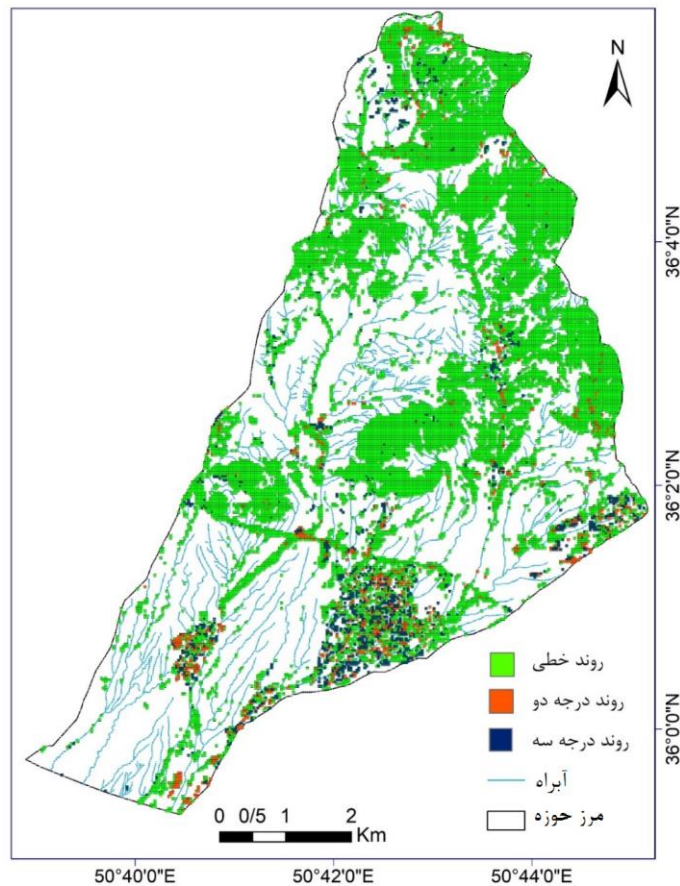 N
36°4'0"N
36°2'0"N
روند خطی
روند درجه دو
روند درجه سه
36°0'0"N
آبراه
مرز حوزه
0 0/5 1 2
Km
50°40'0"E 50°42'0"E 50°44'0"E